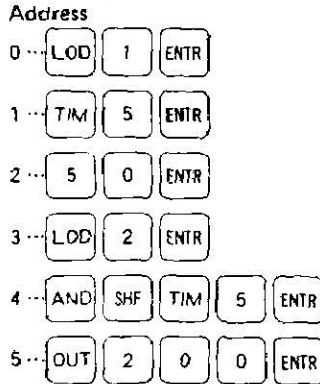 Address
0 ··· LOD 1 ENTR
1 ··· TIM 5 ENTR
2 ··· 5 0 ENTR
3 ··· LOD 2 ENTR
4 ··· AND SHF TIM 5 ENTR
5 ··· OUT 2 0 0 ENTR